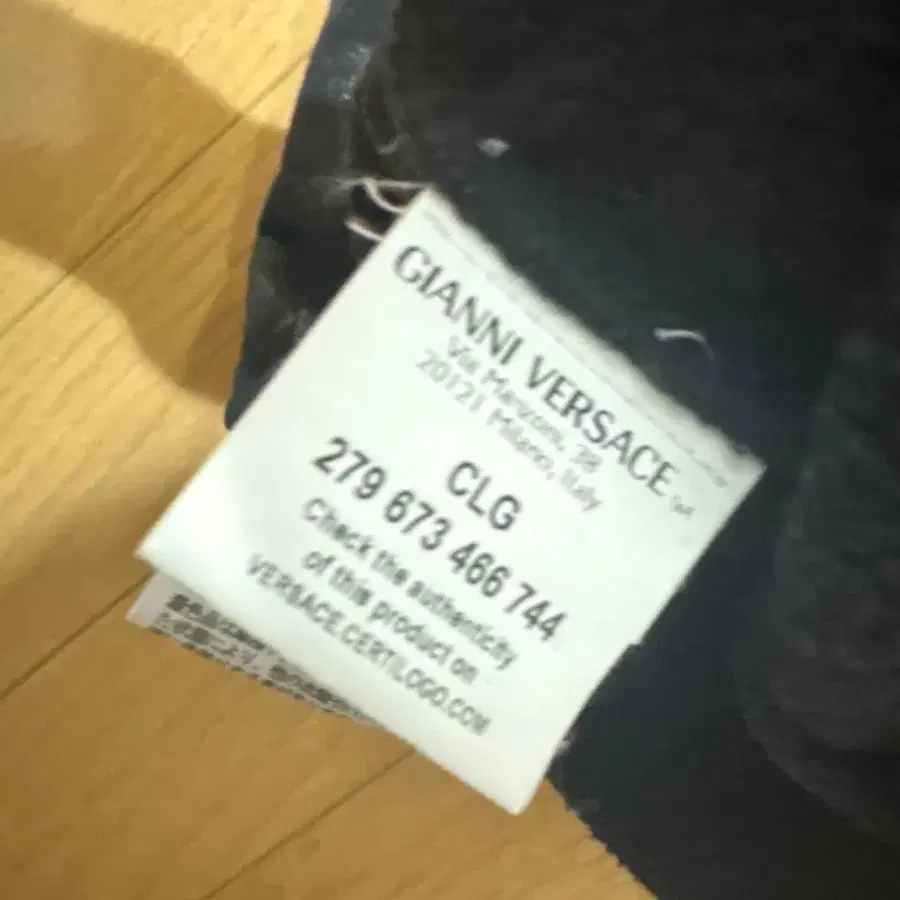 GIANNI VERSACE SpA
Via Manzoni, 38
20121 Milano, Italy
CLG
279 673 466 744
Check the authenticity
of this product on
VERSACE.CERTILOGO.COM